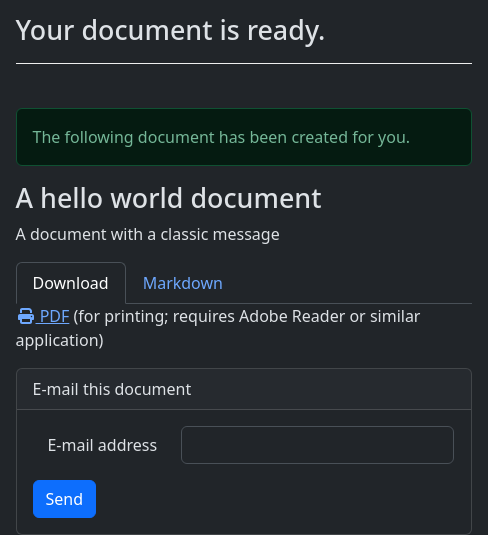 Your document is ready.
The following document has been created for you.
A hello world document
A document with a classic message
Download Markdown
PDF (for printing; requires Adobe Reader or similar
application)
E-mail this document
E-mail address
Send